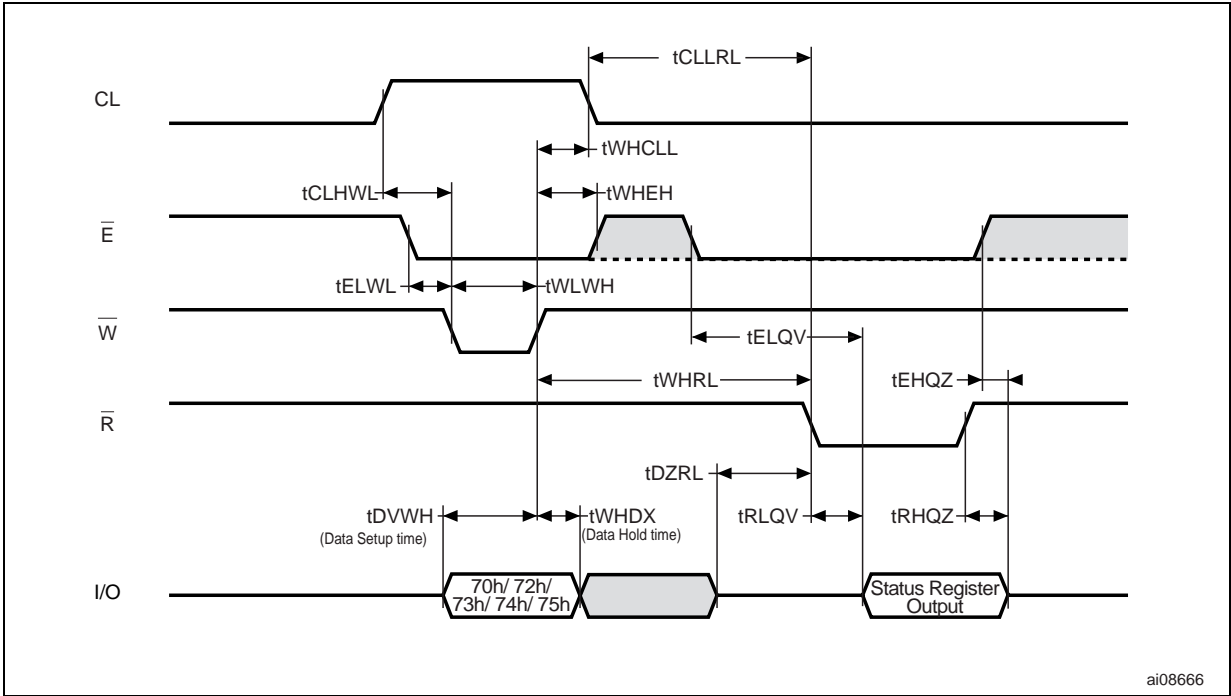 tCLLRL
CL
tWHCLL
tCLHWL
tWHEH
E
tELWL
tWLWH
W
tELQV
tWHRL
tEHQZ
R
tDZRL
tDVWH
(Data Setup time)
tWHDX
(Data Hold time)
tRLQV
tRHQZ
I/O
70h/ 72h/
73h/ 74h/ 75h
Status Register
Output
ai08666